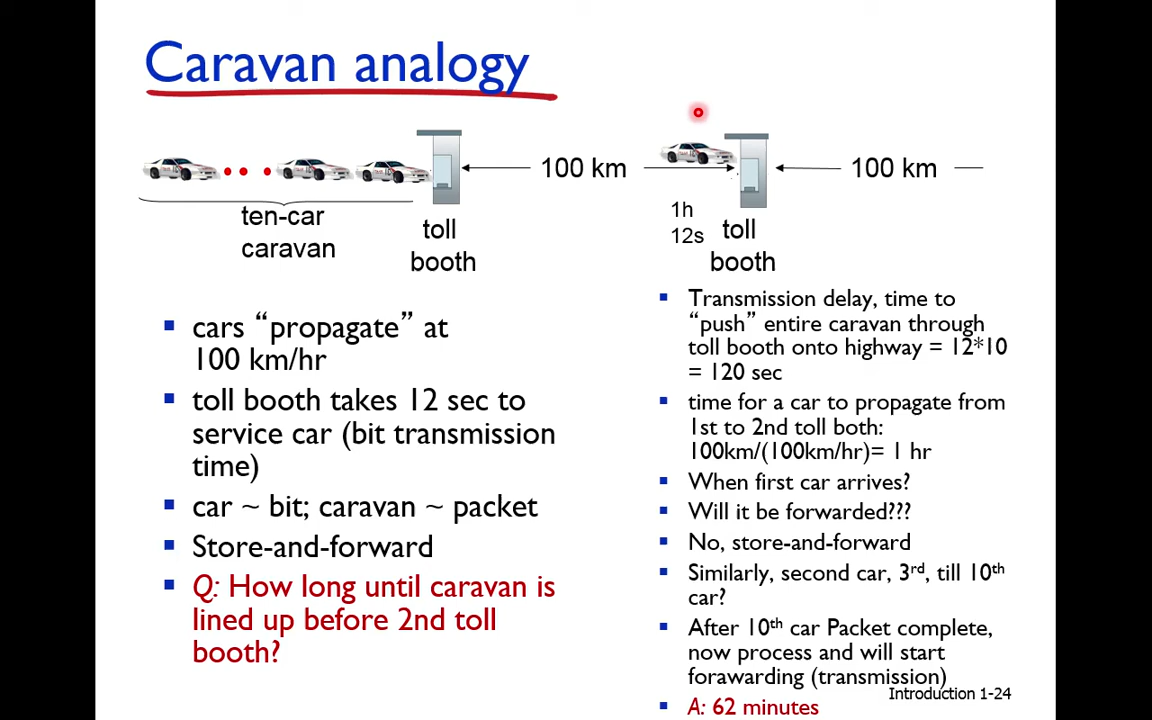 Caravan analogy
100 km
100 km
ten-car
caravan
toll
booth
1h
12s
toll
booth
cars “propagate” at
100 km/hr
toll booth takes 12 sec to
service car (bit transmission
time)
car ~ bit; caravan ~ packet
Store-and-forward
Q: How long until caravan is
lined up before 2nd toll
booth?
Transmission delay, time to
“push” entire caravan through
toll booth onto highway = 12*10
= 120 sec
time for a car to propagate from
1st to 2nd toll both:
100km/(100km/hr)= 1 hr
When first car arrives?
Will it be forwarded???
No, store-and-forward
Similarly, second car, 3rd, till 10th
car?
After 10th car Packet complete,
now process and will start
forawarding (transmission)
Introduction 1-24
A: 62 minutes